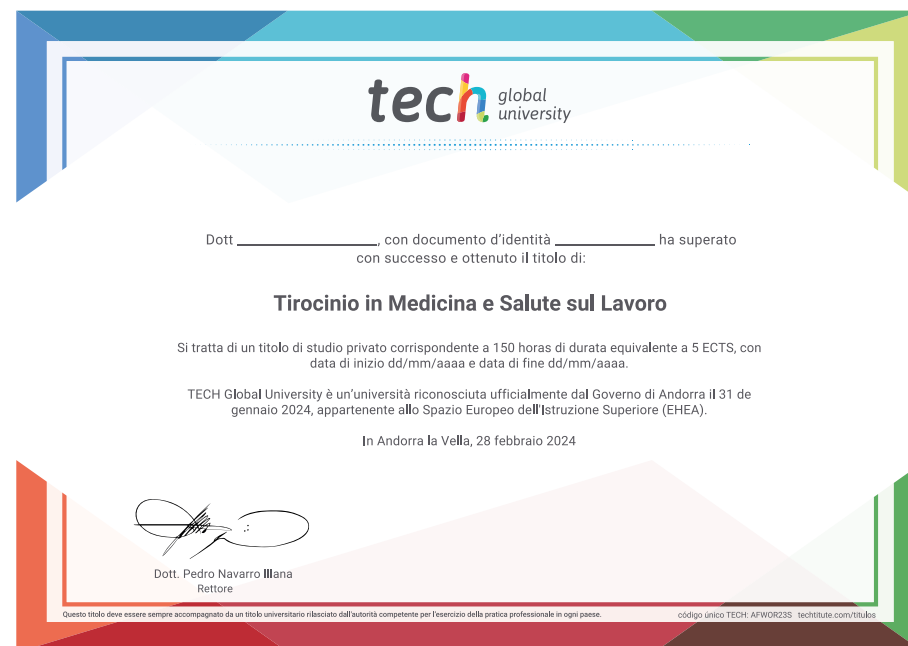 tech global
university
Dott ____________________, con documento d'identità ______________ ha superato
con successo e ottenuto il titolo di:
Tirocinio in Medicina e Salute sul Lavoro
Si tratta di un titolo di studio privato corrispondente a 150 horas di durata equivalente a 5 ECTS, con
data di inizio dd/mm/aaaa e data di fine dd/mm/aaaa.
TECH Global University è un'università riconosciuta ufficialmente dal Governo di Andorra il 31 de
gennaio 2024, appartenente allo Spazio Europeo dell'Istruzione Superiore (EHEA).
In Andorra la Vella, 28 febbraio 2024
Dott. Pedro Navarro Illana
Rettore
Questo titolo deve essere sempre accompagnato da un titolo universitario rilasciato dall'autorità competente per l'esercizio della pratica professionale in ogni paese.
código único TECH: AFWOR23S techtitute.com/titulos